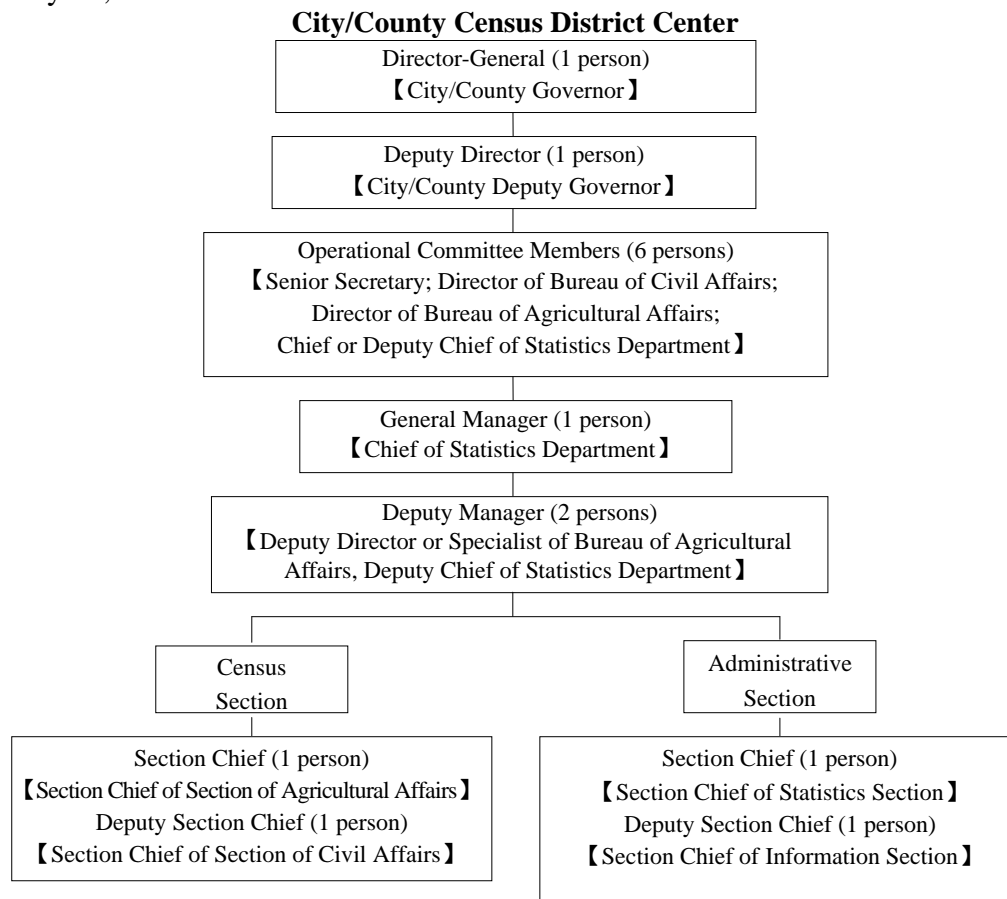 City/County Census District Center
Director-General (1 person)
【City/County Governor】
Deputy Director (1 person)
【City/County Deputy Governor】
Operational Committee Members (6 persons)
【Senior Secretary; Director of Bureau of Civil Affairs;
Director of Bureau of Agricultural Affairs;
Chief or Deputy Chief of Statistics Department】
General Manager (1 person)
【Chief of Statistics Department】
Deputy Manager (2 persons)
【Deputy Director or Specialist of Bureau of Agricultural
Affairs, Deputy Chief of Statistics Department】
Census
Section
Administrative
Section
Section Chief (1 person)
【Section Chief of Section of Agricultural Affairs】
Deputy Section Chief (1 person)
【Section Chief of Section of Civil Affairs】
Section Chief (1 person)
【Section Chief of Statistics Section】
Deputy Section Chief (1 person)
【Section Chief of Information Section】